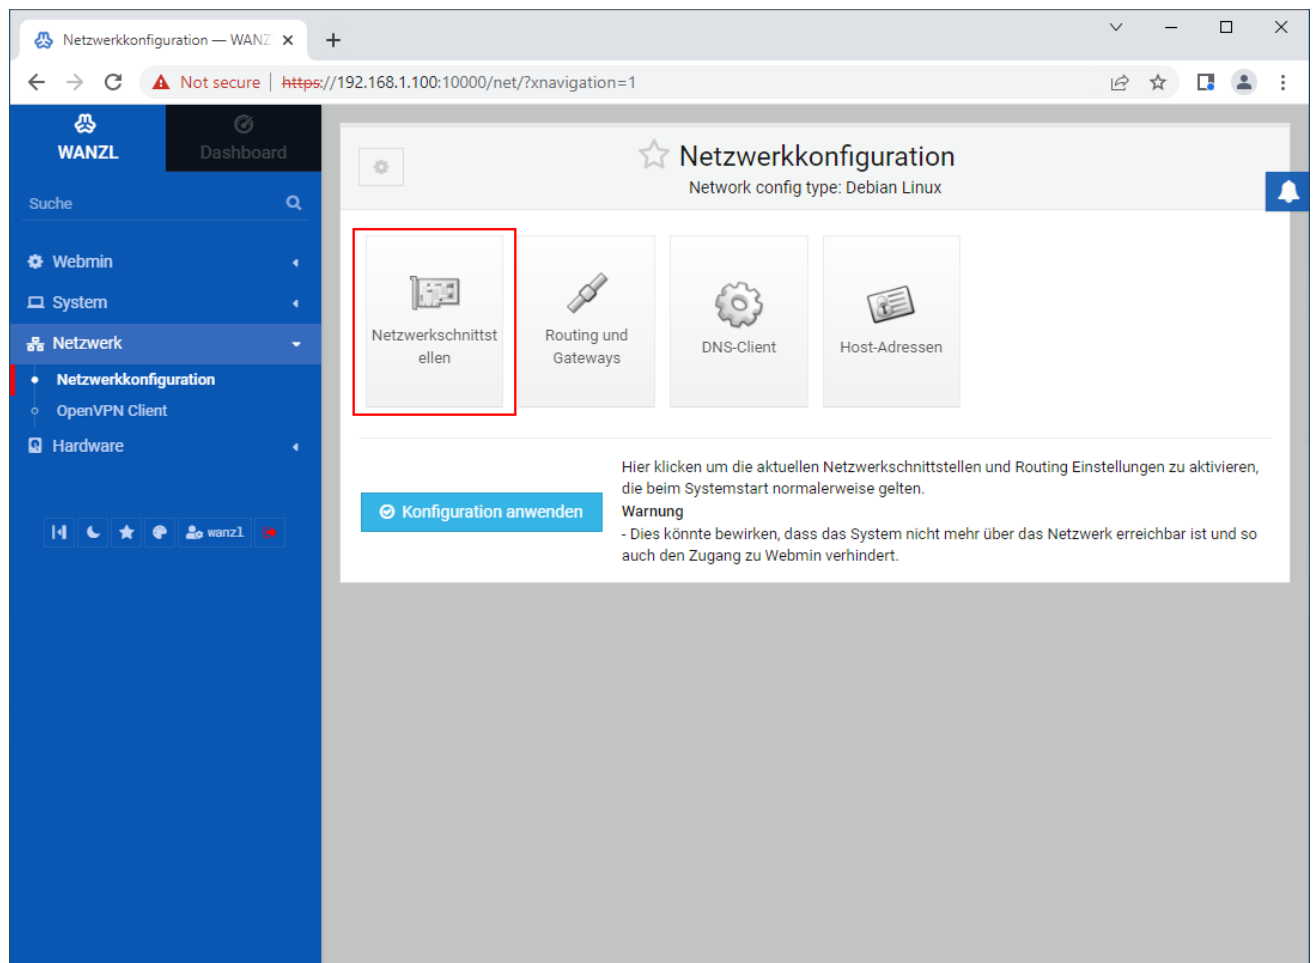 Netzwerkkonfiguration — WANZ
Not secure | https://192.168.1.100:10000/net/?xnavigation=1
WANZL
Dashboard
Suche
Webmin
System
Netzwerk
Netzwerkkonfiguration
OpenVPN Client
Hardware
wanzl
Netzwerkkonfiguration
Network config type: Debian Linux
Netzwerkschnittst
ellen
Routing und
Gateways
DNS-Client
Host-Adressen
Konfiguration anwenden
Hier klicken um die aktuellen Netzwerkschnittstellen und Routing Einstellungen zu aktivieren,
die beim Systemstart normalerweise gelten.
Warnung
- Dies könnte bewirken, dass das System nicht mehr über das Netzwerk erreichbar ist und so
auch den Zugang zu Webmin verhindert.